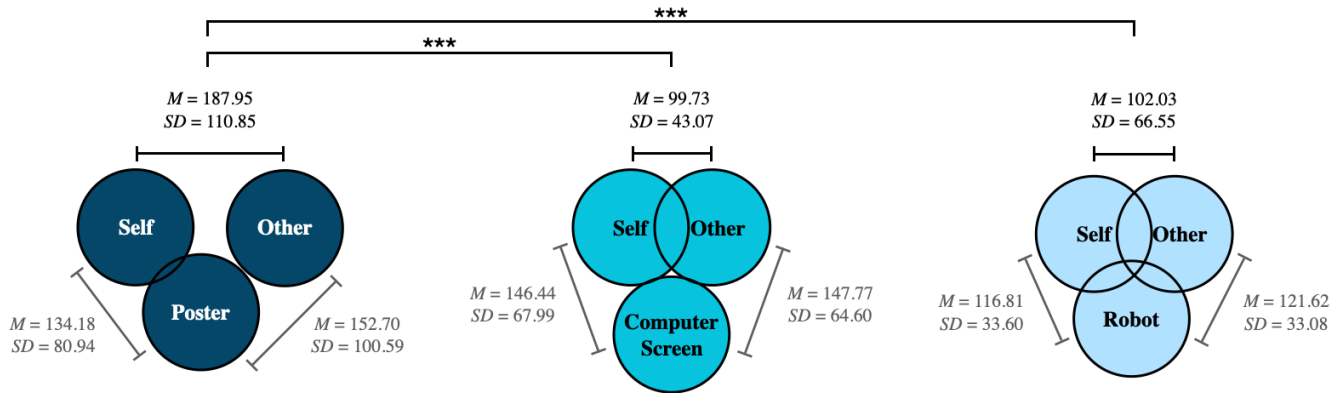 ***
***
M = 187.95
SD = 110.85
Self
Other
Poster
M = 134.18
SD = 80.94
M = 152.70
SD = 100.59
M = 99.73
SD = 43.07
Self
Other
Computer
Screen
M = 146.44
SD = 67.99
M = 147.77
SD = 64.60
M = 102.03
SD = 66.55
Self
Other
Robot
M = 116.81
SD = 33.60
M = 121.62
SD = 33.08